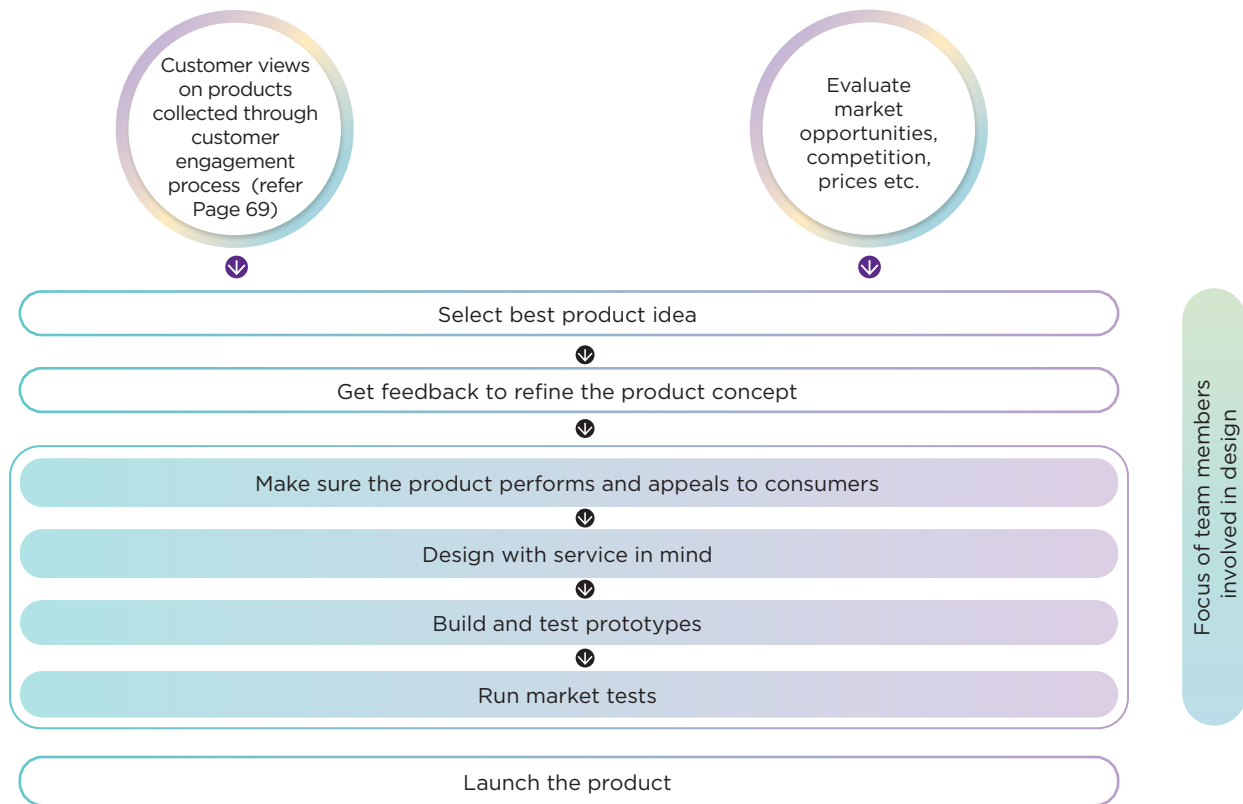 Customer views
on products
collected through
customer
engagement
process (refer
Page 69)
Evaluate
market
opportunities,
competition,
prices etc.
Select best product idea
Get feedback to refine the product concept
Make sure the product performs and appeals to consumers
Design with service in mind
Build and test prototypes
Run market tests
Launch the product
Focus of team members
involved in design